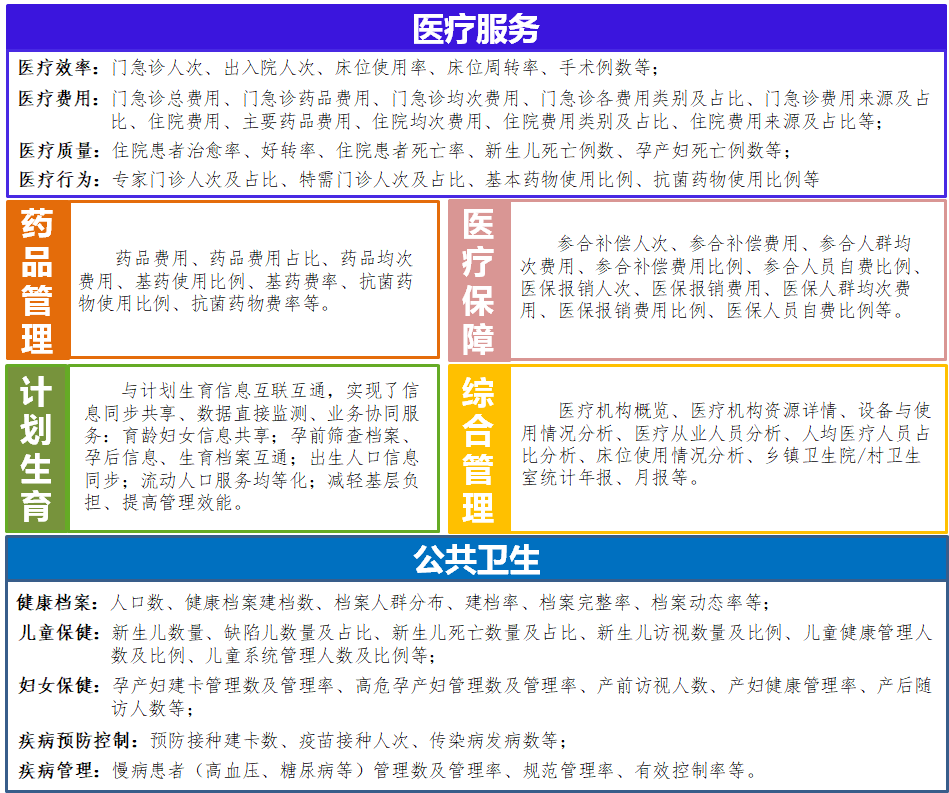 医疗服务
医疗效率：门急诊人次、出入院人次、床位使用率、床位周转率、手术例数等；
医疗费用：门急诊总费用、门急诊药品费用、门急诊均次费用、门急诊各费用类别及占比、门急诊费用来源及占
比、住院费用、主要药品费用、住院均次费用、住院费用类别及占比、住院费用来源及占比等；
医疗质量：住院患者治愈率、好转率、住院患者死亡率、新生儿死亡例数、孕产妇死亡例数等；
医疗行为：专家门诊人次及占比、特需门诊人次及占比、基本药物使用比例、抗菌药物使用比例等
药品管理
药品费用、药品费用占比、药品均次
费用、基药使用比例、基药费率、抗菌药
物使用比例、抗菌药物费率等。
医疗保障
参合补偿人次、参合补偿费用、参合人群均
次费用、参合补偿费用比例、参合人员自费比例、
医保报销人次、医保报销费用、医保人群均次费
用、医保报销费用比例、医保人员自费比例等。
计划生育
与计划生育信息互联互通，实现了信
息同步共享、数据直接监测、业务协同服
务：育龄妇女信息共享；孕前筛查档案、
孕后信息、生育档案互通；出生人口信息
同步；流动人口服务均等化；减轻基层负
担、提高管理效能。
综合管理
医疗机构概览、医疗机构资源详情、设备与使
用情况分析、医疗从业人员分析、人均医疗人员占
比分析、床位使用情况分析、乡镇卫生院/村卫生
室统计年报、月报等。
公共卫生
健康档案：人口数、健康档案建档数、档案人群分布、建档率、档案完整率、档案动态率等；
儿童保健：新生儿数量、缺陷儿数量及占比、新生儿死亡数量及占比、新生儿访视数量及比例、儿童健康管理人
数及比例、儿童系统管理人数及比例等；
妇女保健：孕产妇建卡管理数及管理率、高危孕产妇管理数及管理率、产前访视人数、产妇健康管理率、产后随
访人数等；
疾病预防控制：预防接种建卡数、疫苗接种人次、传染病发病数等；
疾病管理：慢病患者（高血压、糖尿病等）管理数及管理率、规范管理率、有效控制率等。